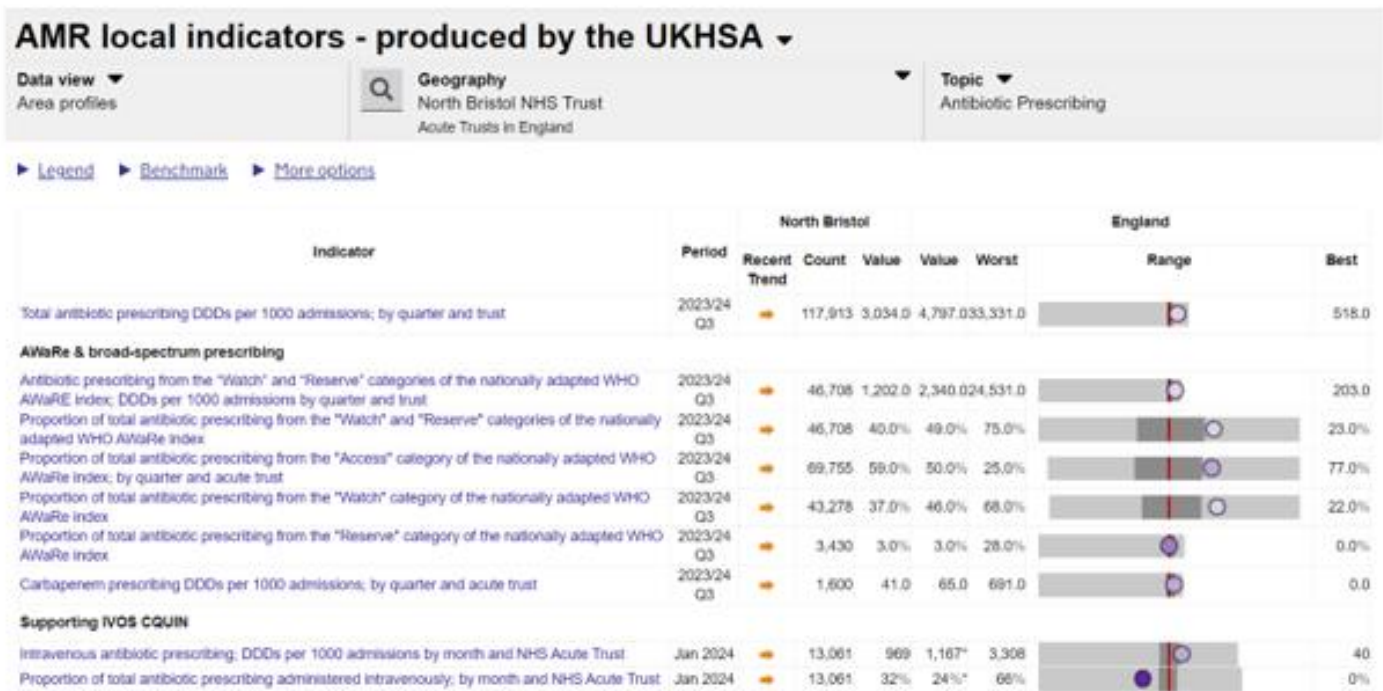 AMR local indicators - produced by the UKHSA
Data view
Area profiles
Geography
North Bristol NHS Trust
Acute Trusts in England
Topic
Antibiotic Prescribing
Legend Benchmark More options
North Bristol England
Indicator Period Recent Trend Count Value Value Worst Range Best
Total antibiotic prescribing DDDs per 1000 admissions; by quarter and trust 2023/24 Q3 117,913 3,034.0 4,797.0 33,331.0 518.0
AWaRe & broad-spectrum prescribing
Antibiotic prescribing from the "Watch" and "Reserve" categories of the nationally adapted WHO
AWaRE index; DDDs per 1000 admissions by quarter and trust 2023/24 Q3 46,708 1,202.0 2,340.0 24,531.0 203.0
Proportion of total antibiotic prescribing from the "Watch" and "Reserve" categories of the nationally
adapted WHO AWaRe index 2023/24 Q3 46,708 40.0% 49.0% 75.0% 23.0%
Proportion of total antibiotic prescribing from the "Access" category of the nationally adapted WHO
AWaRe index; by quarter and acute trust 2023/24 Q3 69,755 59.0% 50.0% 25.0% 77.0%
Proportion of total antibiotic prescribing from the "Watch" category of the nationally adapted WHO
AWaRe index 2023/24 Q3 43,278 37.0% 46.0% 68.0% 22.0%
Proportion of total antibiotic prescribing from the "Reserve" category of the nationally adapted WHO
AWaRe index 2023/24 Q3 3,430 3.0% 3.0% 28.0% 0.0%
Carbapenem prescribing DDDs per 1000 admissions; by quarter and acute trust 2023/24 Q3 1,600 41.0 65.0 691.0 0.0
Supporting IVOS CQUIN
Intravenous antibiotic prescribing; DDDs per 1000 admissions by month and NHS Acute Trust Jan 2024 13,061 969 1,167* 3,308 40
Proportion of total antibiotic prescribing administered intravenously; by month and NHS Acute Trust Jan 2024 13,061 32% 24%* 66% 0%